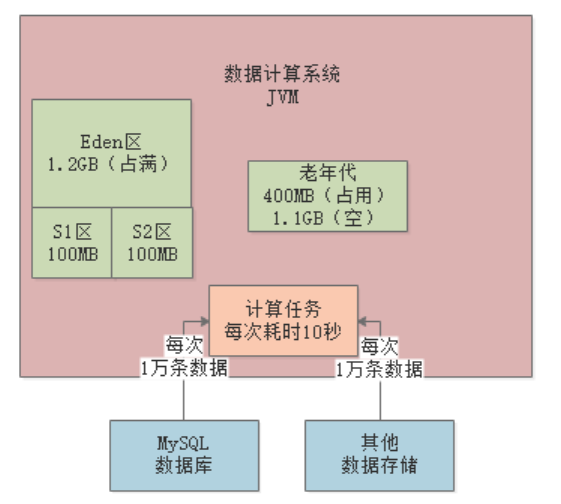 数据计算系统
JVM
Eden区
1.2GB（占满）
S1区
100MB
S2区
100MB
老年代
400MB（占用）
1.1GB（空）
计算任务
每次耗时10秒
每次
1万条数据
每次
1万条数据
MySQL
数据库
其他
数据存储